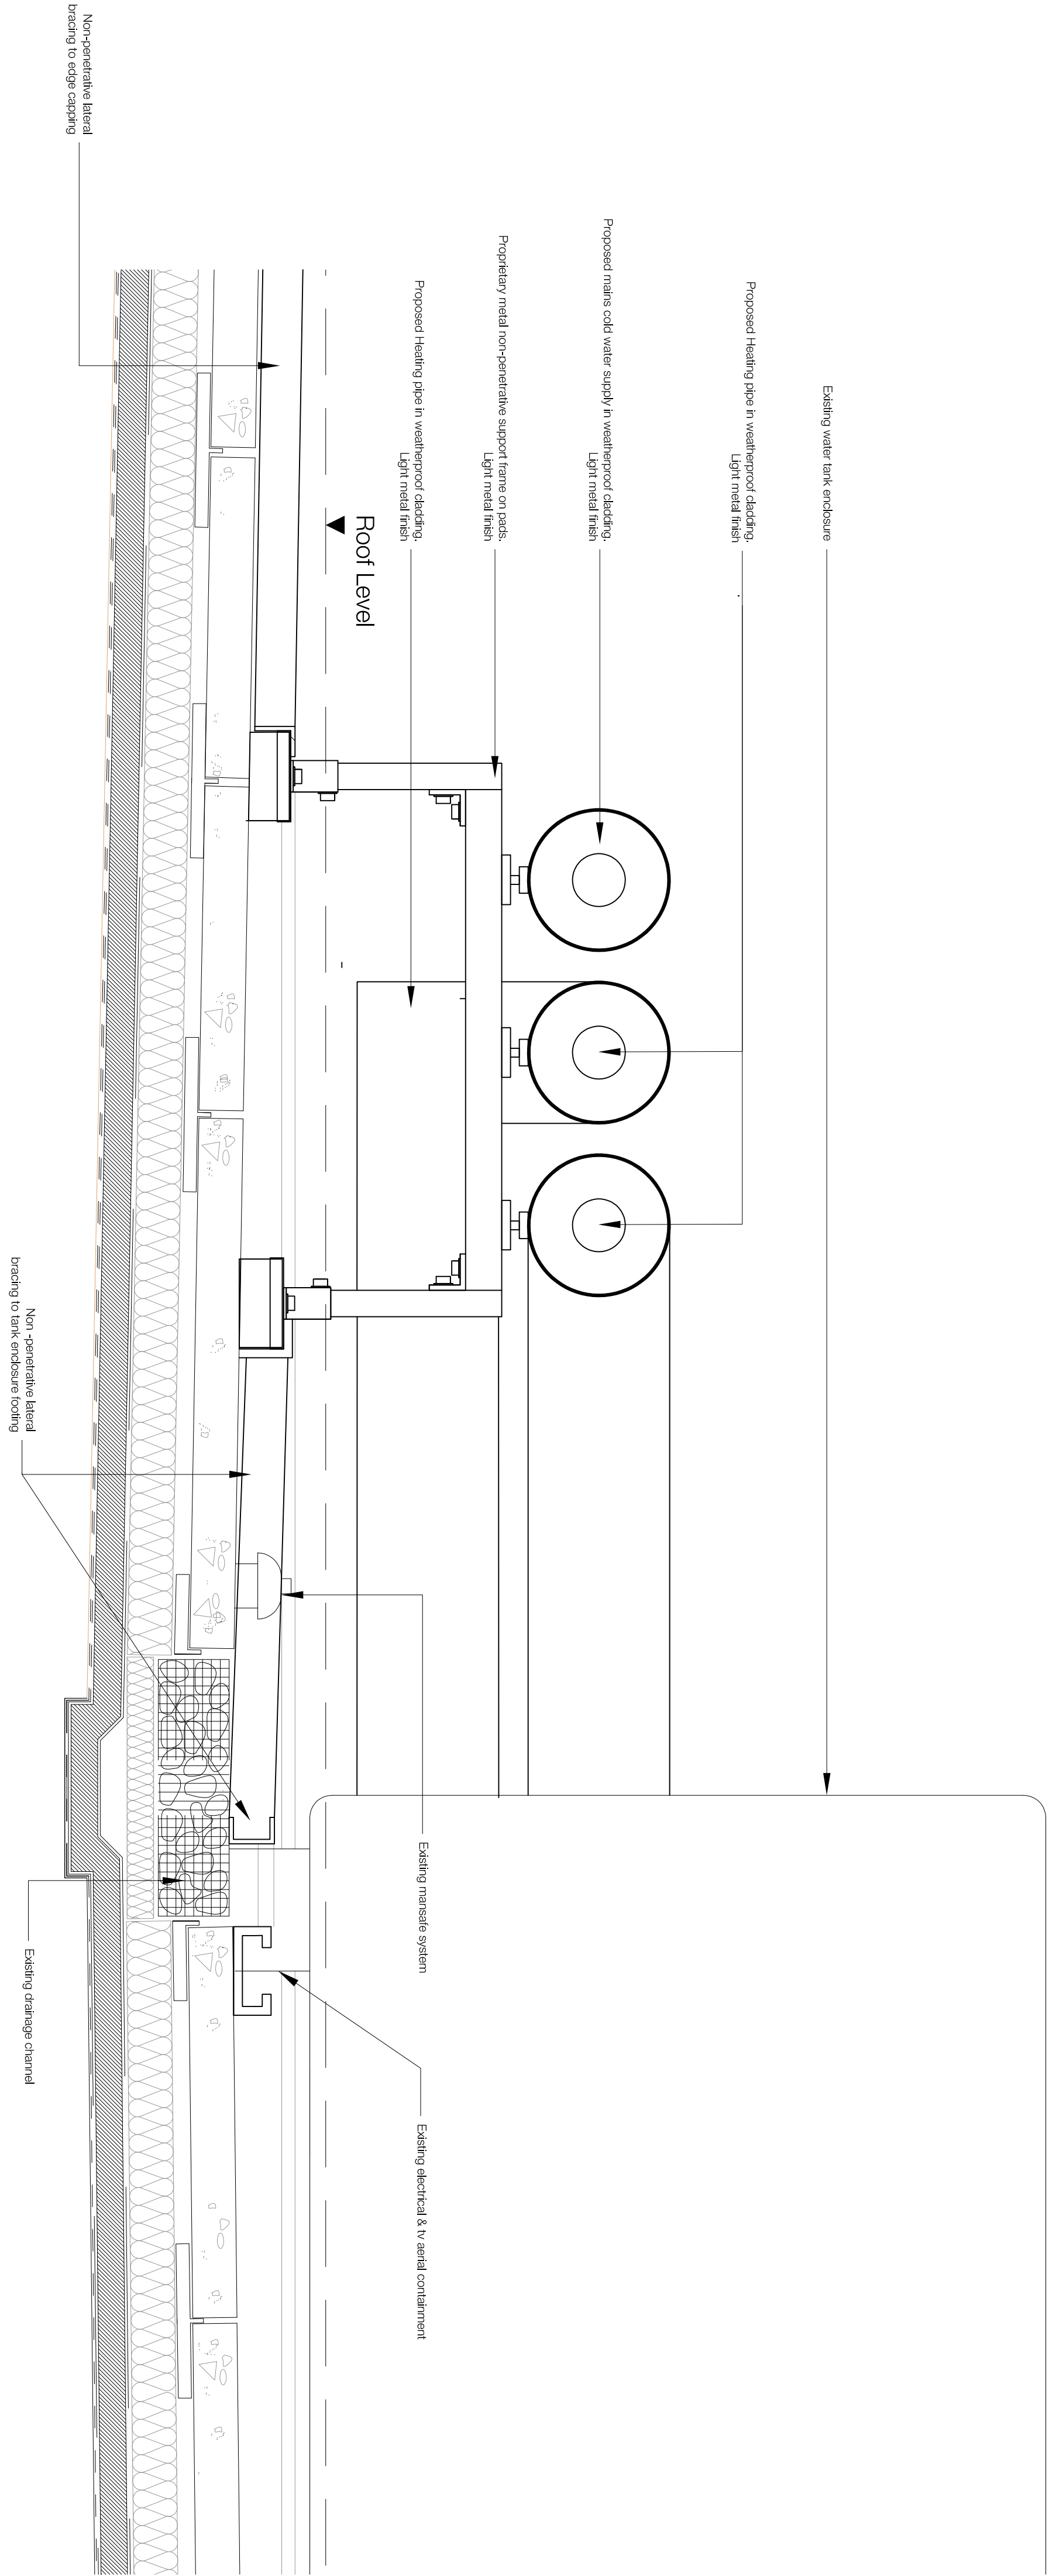 Existing water tank enclosure
Proposed Heating pipe in weatherproof cladding.
Light metal finish
Proposed mains cold water supply in weatherproof cladding.
Light metal finish
Proprietary metal non-penetrative support frame on pads.
Light metal finish
Proposed Heating pipe in weatherproof cladding.
Light metal finish
Roof Level
Existing mansafe system
Existing electrical & tv aerial containment
Non-penetrative lateral
bracing to edge capping
Non -penetrative lateral
bracing to tank enclosure footing
Existing drainage channel